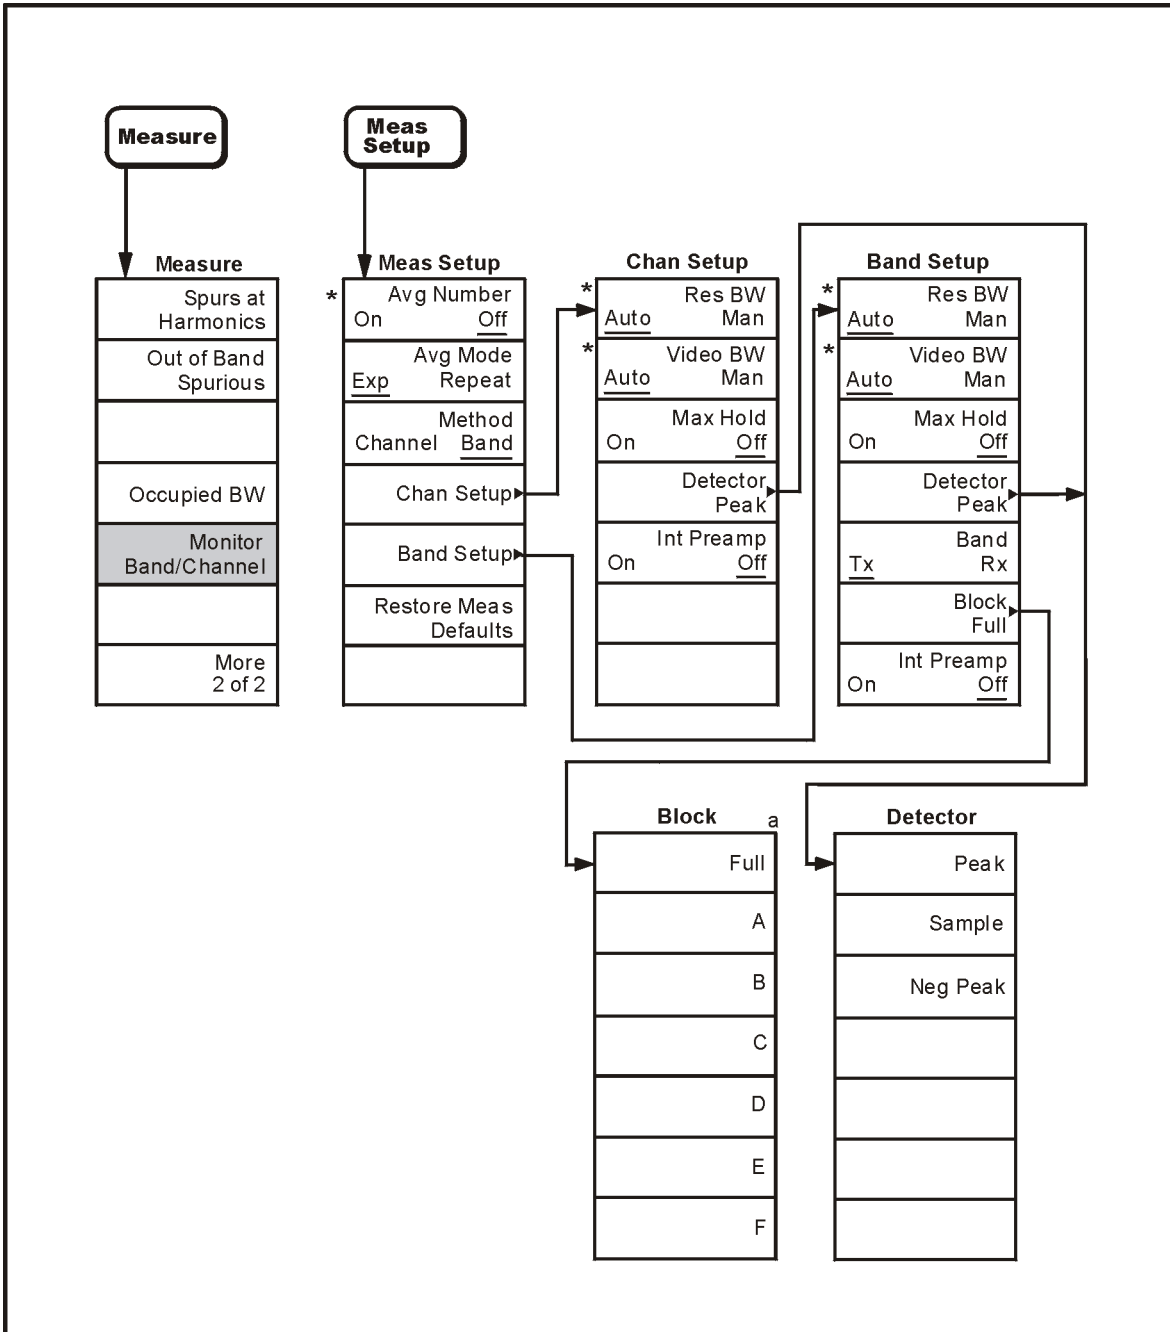 Measure
Meas
Setup
Measure
Spurs at
Harmonics
Out of Band
Spurious
Occupied BW
Monitor
Band/Channel
More
2 of 2
Meas Setup
* Avg Number
On Off
Avg Mode
Exp Repeat
Method
Channel Band
Chan Setup
Band Setup
Restore Meas
Defaults
Chan Setup
* Res BW
Auto Man
* Video BW
Auto Man
Max Hold
On Off
Detector
Peak
Int Preamp
On Off
Band Setup
* Res BW
Auto Man
* Video BW
Auto Man
Max Hold
On Off
Detector
Peak
Band
Tx Rx
Block
Full
Int Preamp
On Off
Block a
Full
A
B
C
D
E
F
Detector
Peak
Sample
Neg Peak